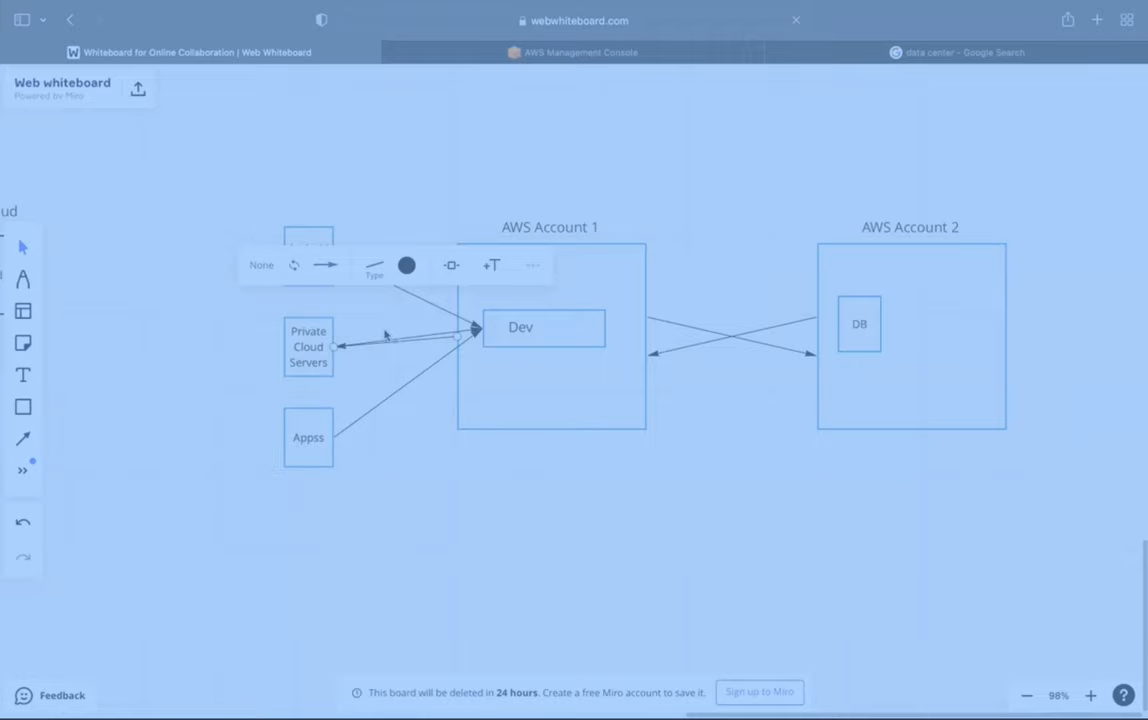 webwhiteboard.com
Whiteboard for Online Collaboration | Web Whiteboard
AWS Management Console
data center - Google Search
Web whiteboard
Powered by Miro
ud
AWS Account 1
AWS Account 2
None
Type
+T
Dev
DB
Private
Cloud
Servers
Appss
Feedback
This board will be deleted in 24 hours. Create a free Miro account to save it.
Sign up to Miro
98%